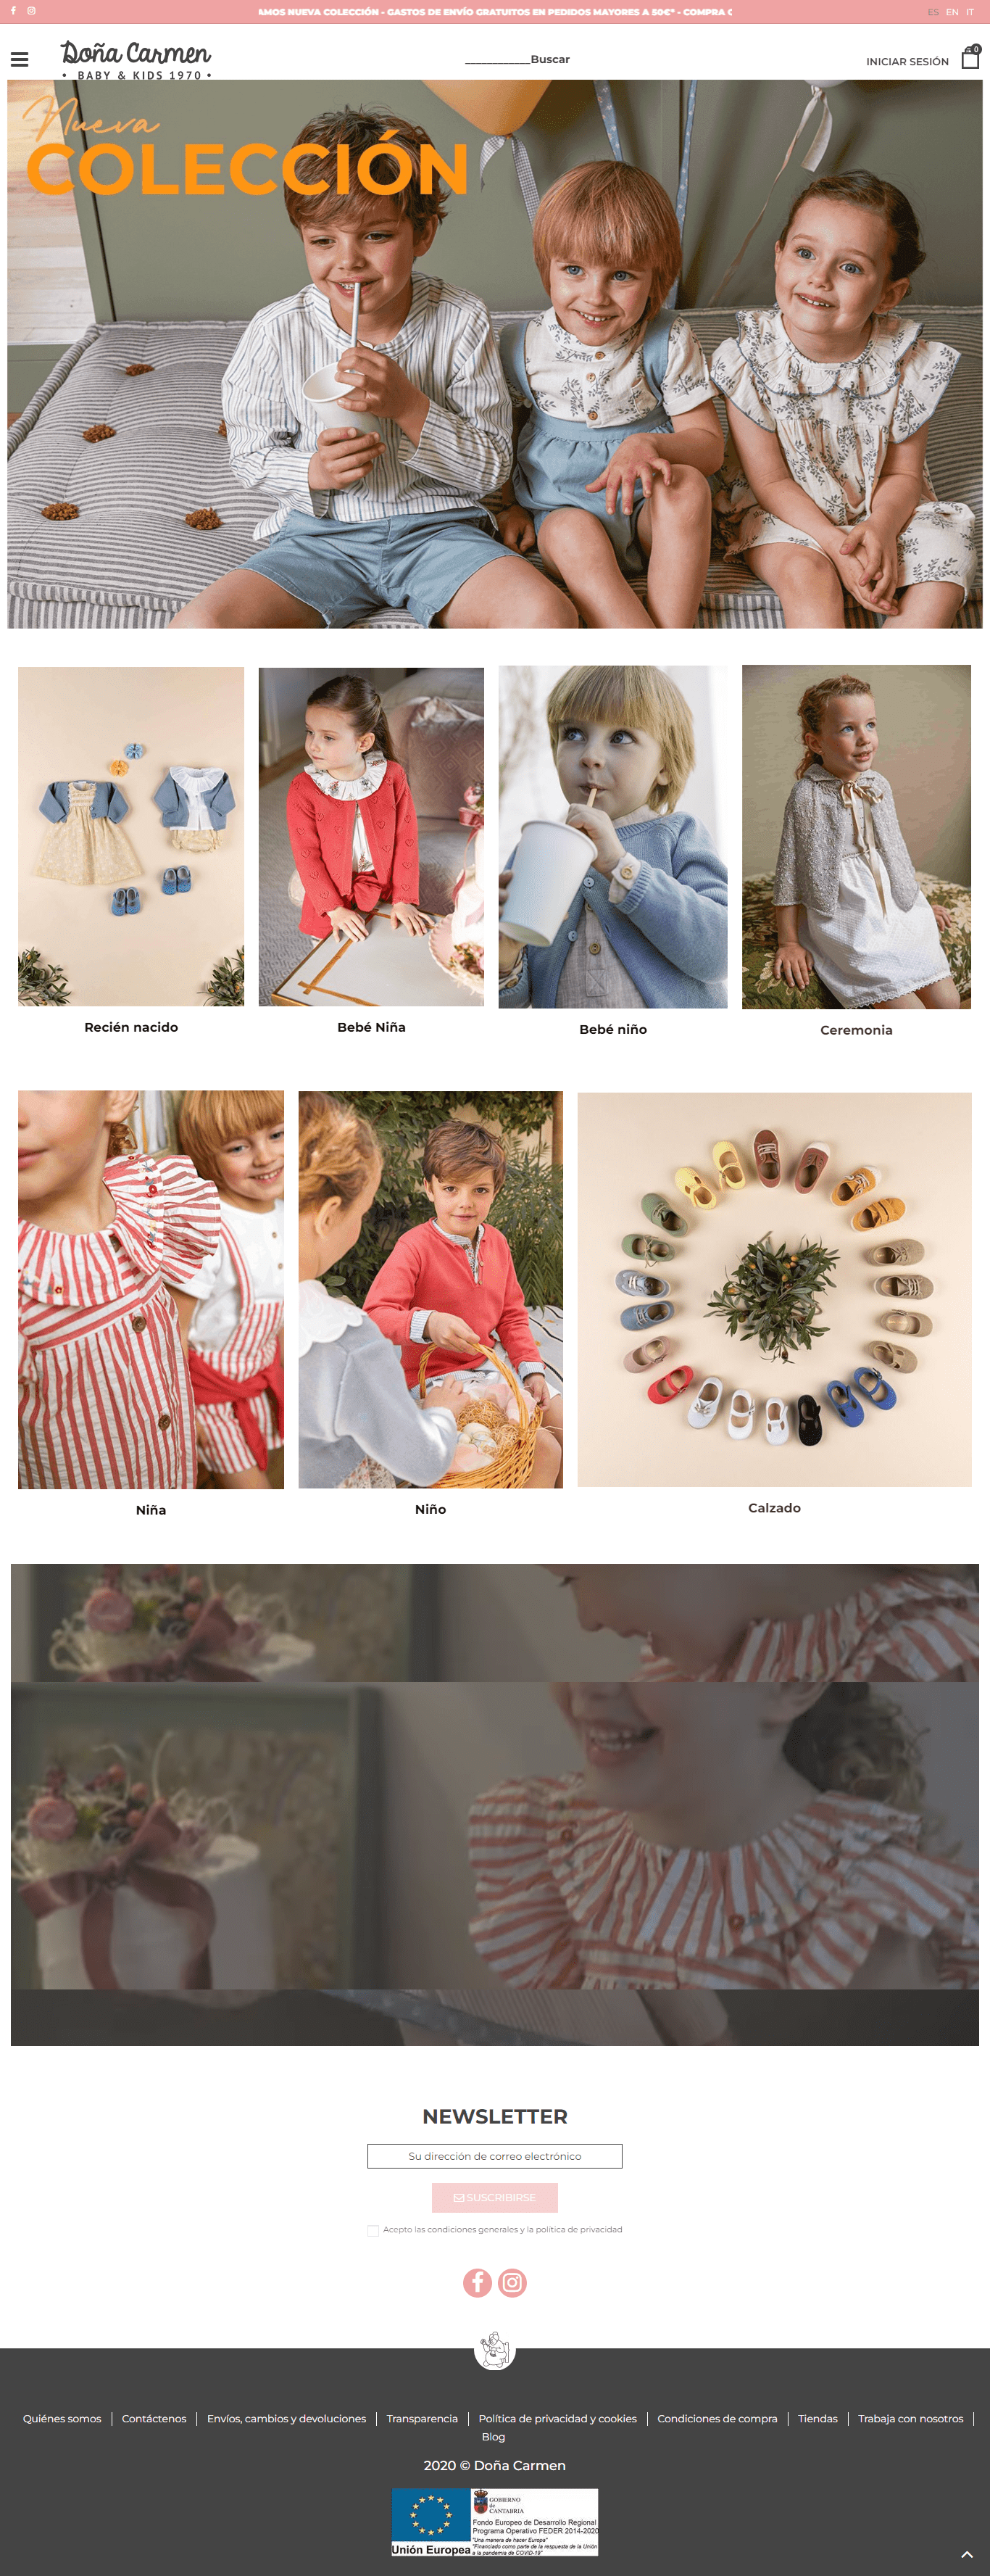 AMOS NUEVA COLECCIÓN - GASTOS DE ENVÍO GRATUITOS EN PEDIDOS MAYORES A 50€* - COMPRA
ES EN IT
Doña Carmen
• BABY & KIDS 1970 •
____________Buscar
INICIAR SESIÓN
0
Nueva
COLECCIÓN
Recién nacido
Bebé Niña
Bebé niño
Ceremonia
Niña
Niño
Calzado
NEWSLETTER
Su dirección de correo electrónico
SUSCRIBIRSE
Acepto las condiciones generales y la política de privacidad
Quiénes somos
Contáctenos
Envíos, cambios y devoluciones
Transparencia
Política de privacidad y cookies
Condiciones de compra
Tiendas
Trabaja con nosotros
Blog
2020 © Doña Carmen
GOBIERNO
de
CANTABRIA
Fondo Europeo de Desarrollo Regional
Programa Operativo FEDER 2014-2020
"Una manera de hacer Europa"
"Financiado como parte de la respuesta de la Unión
a la pandemia de COVID-19"
Unión Europea